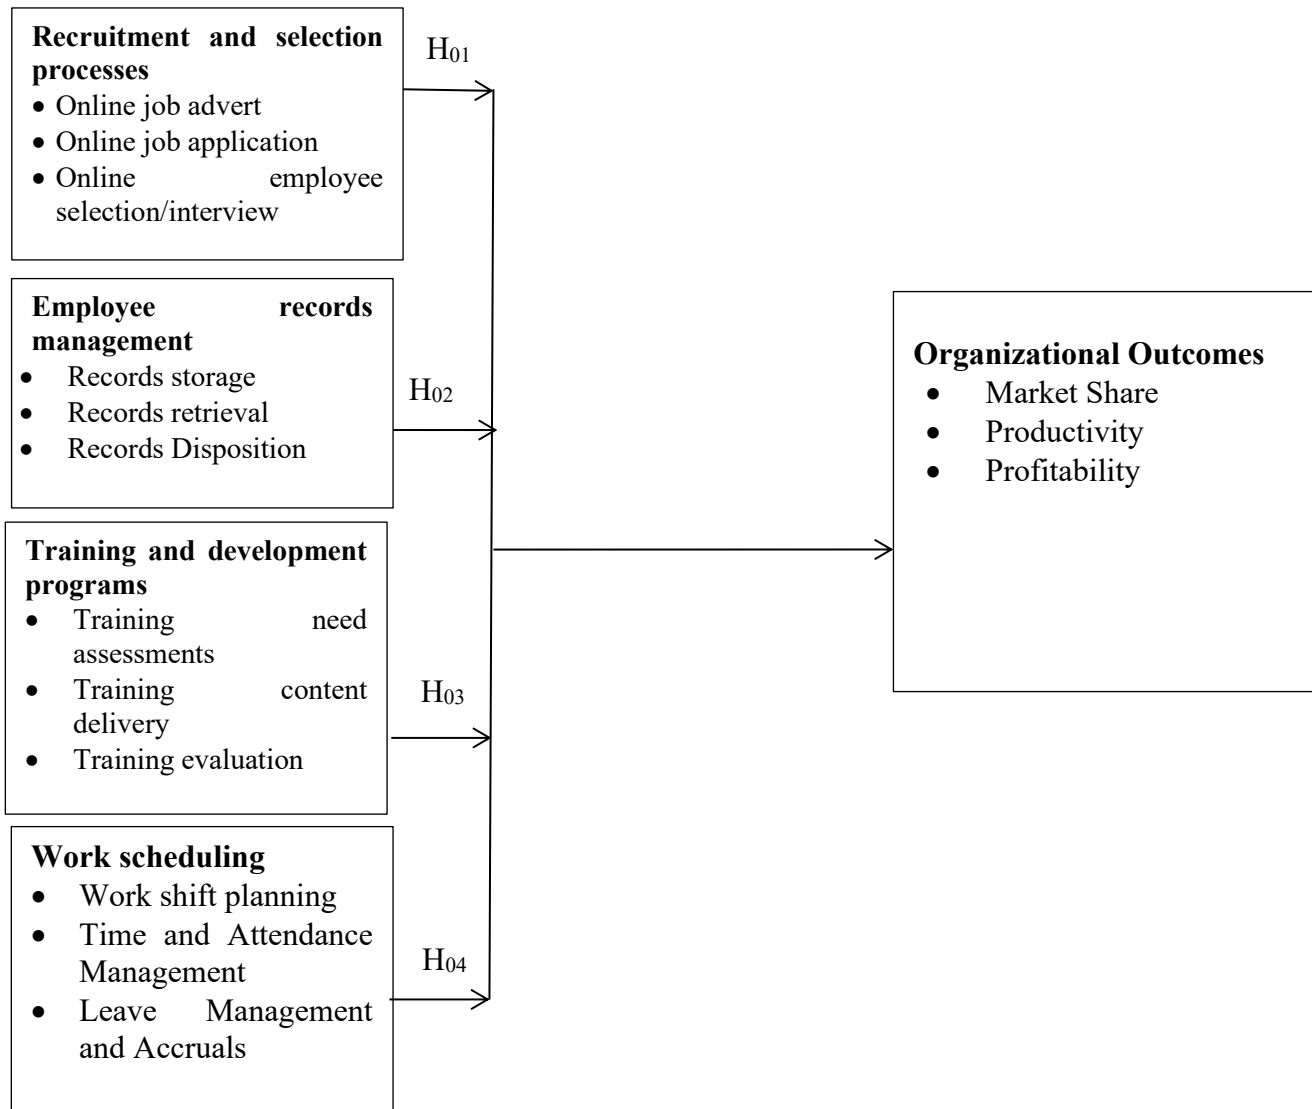 Recruitment and selection
processes
• Online job advert
• Online job application
• Online employee
selection/interview
H01
Employee records
management
• Records storage
• Records retrieval
• Records Disposition
H02
Training and development
programs
• Training need
assessments
• Training content
delivery
• Training evaluation
H03
Work scheduling
• Work shift planning
• Time and Attendance
Management
• Leave Management
and Accruals
H04
Organizational Outcomes
• Market Share
• Productivity
• Profitability